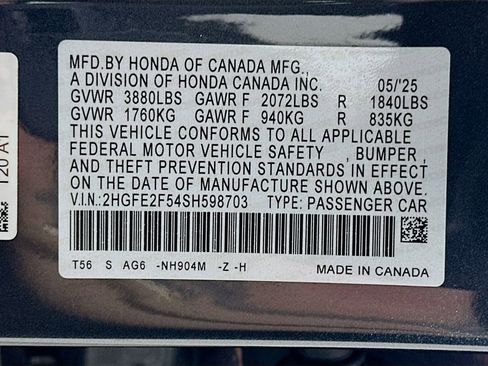 MFD.BY HONDA OF CANADA MFG.,
A DIVISION OF HONDA CANADA INC. 05/'25
GVWR 3880LBS GAWR F 2072LBS R 1840LBS
GVWR 1760KG GAWR F 940KG R 835KG
THIS VEHICLE CONFORMS TO ALL APPLICABLE
FEDERAL MOTOR VEHICLE SAFETY , BUMPER ,
AND THEFT PREVENTION STANDARDS IN EFFECT
ON THE DATE OF MANUFACTURE SHOWN ABOVE.
V.I.N.:2HGFE2F54SH598703 TYPE: PASSENGER CAR
T56 S AG6 -NH904M -Z -H MADE IN CANADA